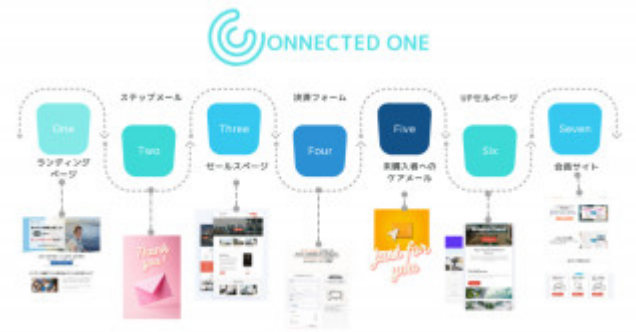 CONNECTED ONE
ステップメール
決済フォーム
UPセルページ
One
Two
Three
Four
Five
Six
Seven
ランディング
ページ
セールスページ
未購入者への
ケアメール
会員サイト
Thank
you!
just for
you